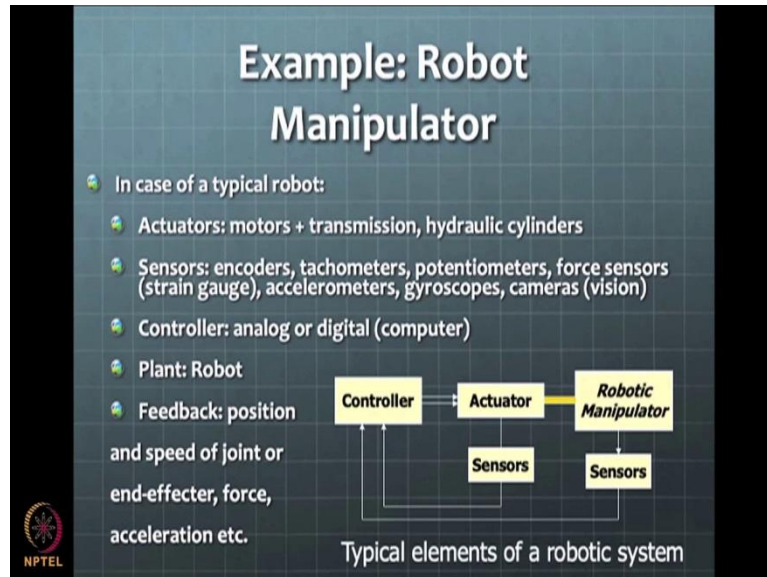 Example: Robot
Manipulator
In case of a typical robot:
Actuators: motors + transmission, hydraulic cylinders
Sensors: encoders, tachometers, potentiometers, force sensors
(strain gauge), accelerometers, gyroscopes, cameras (vision)
Controller: analog or digital (computer)
Plant: Robot
Feedback: position
and speed of joint or
end-effecter, force,
acceleration etc.
Controller
Actuator
Robotic
Manipulator
Sensors
Sensors
Typical elements of a robotic system
NPTEL